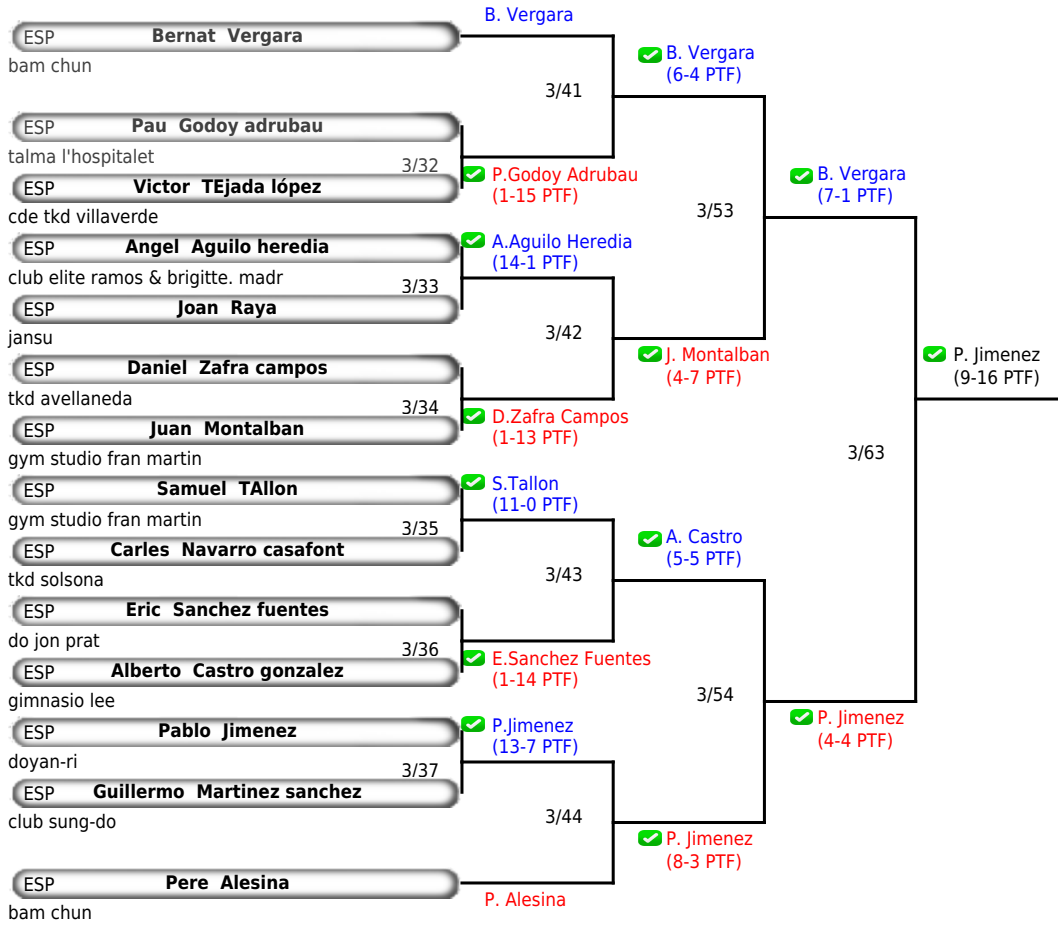 B. Vergara
ESP Bernat Vergara
bam chun
B. Vergara
(6-4 PTF)
3/41
ESP Pau Godoy adrubau
talma l'hospitalet
3/32
P.Godoy Adrubau
(1-15 PTF)
ESP Victor TEjada lópez
cde tkd villaverde
B. Vergara
(7-1 PTF)
3/53
ESP Angel Aguilo heredia
A.Aguilo Heredia
(14-1 PTF)
club elite ramos & brigitte. madr
3/33
ESP Joan Raya
jansu
3/42
J. Montalban
(4-7 PTF)
P. Jimenez
(9-16 PTF)
ESP Daniel Zafra campos
tkd avellaneda
3/34
D.Zafra Campos
(1-13 PTF)
ESP Juan Montalban
gym studio fran martin
3/63
ESP Samuel TAllon
S.Tallon
(11-0 PTF)
gym studio fran martin
3/35
ESP Carles Navarro casafont
tkd solsona
A. Castro
(5-5 PTF)
3/43
ESP Eric Sanchez fuentes
do jon prat
3/36
E.Sanchez Fuentes
(1-14 PTF)
ESP Alberto Castro gonzalez
gimnasio lee
3/54
P. Jimenez
(4-4 PTF)
ESP Pablo Jimenez
P.Jimenez
(13-7 PTF)
doyan-ri
3/37
ESP Guillermo Martinez sanchez
club sung-do
3/44
P. Jimenez
(8-3 PTF)
ESP Pere Alesina
P. Alesina
bam chun